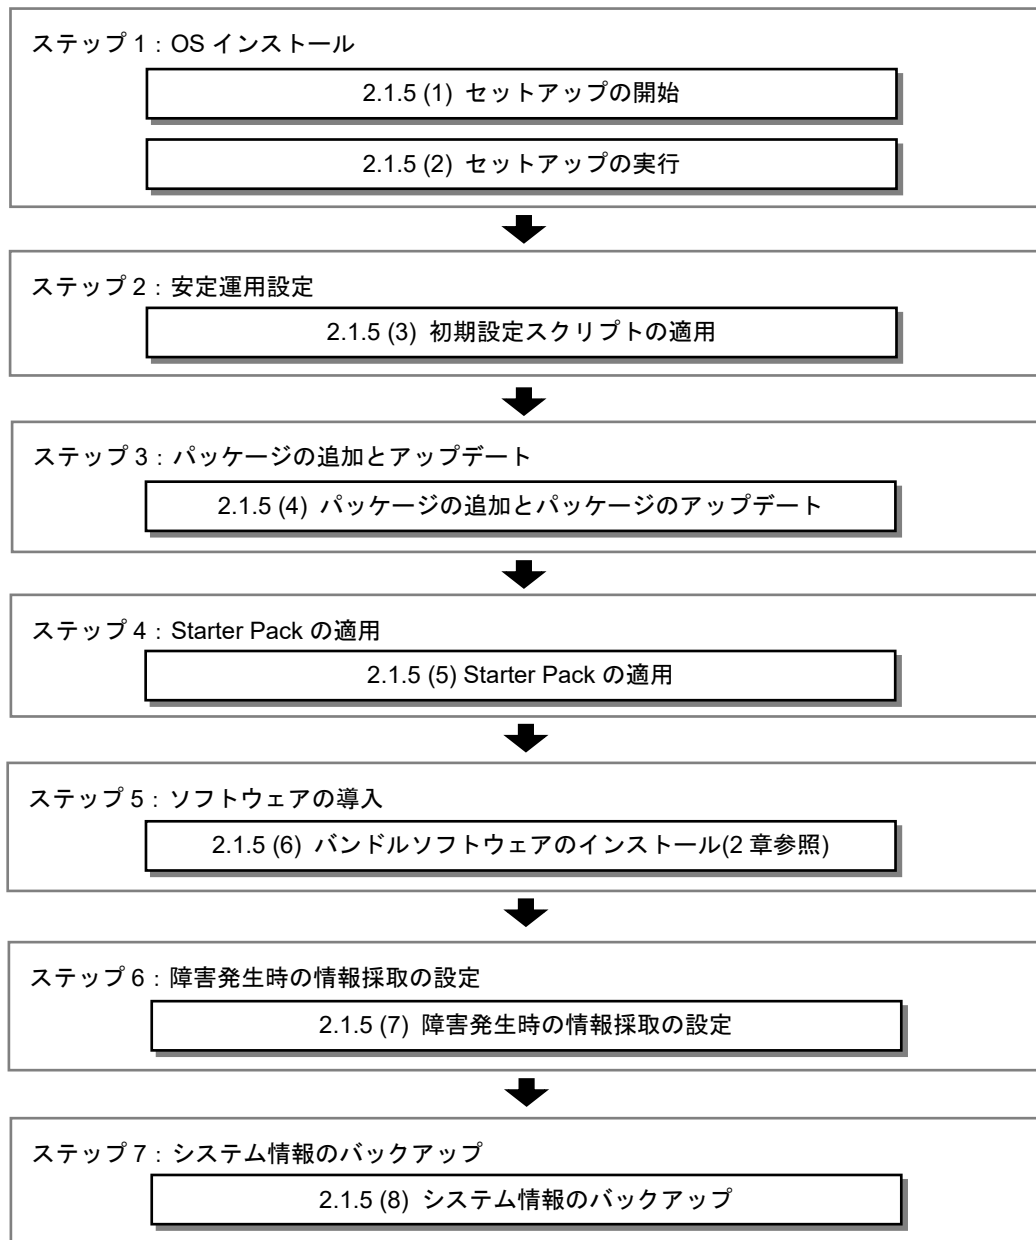 ステップ 1：OS インストール
2.1.5 (1) セットアップの開始
2.1.5 (2) セットアップの実行
ステップ 2：安定運用設定
2.1.5 (3) 初期設定スクリプトの適用
ステップ 3：パッケージの追加とアップデート
2.1.5 (4) パッケージの追加とパッケージのアップデート
ステップ 4：Starter Pack の適用
2.1.5 (5) Starter Pack の適用
ステップ 5：ソフトウェアの導入
2.1.5 (6) バンドルソフトウェアのインストール(2 章参照)
ステップ 6：障害発生時の情報採取の設定
2.1.5 (7) 障害発生時の情報採取の設定
ステップ 7：システム情報のバックアップ
2.1.5 (8) システム情報のバックアップ